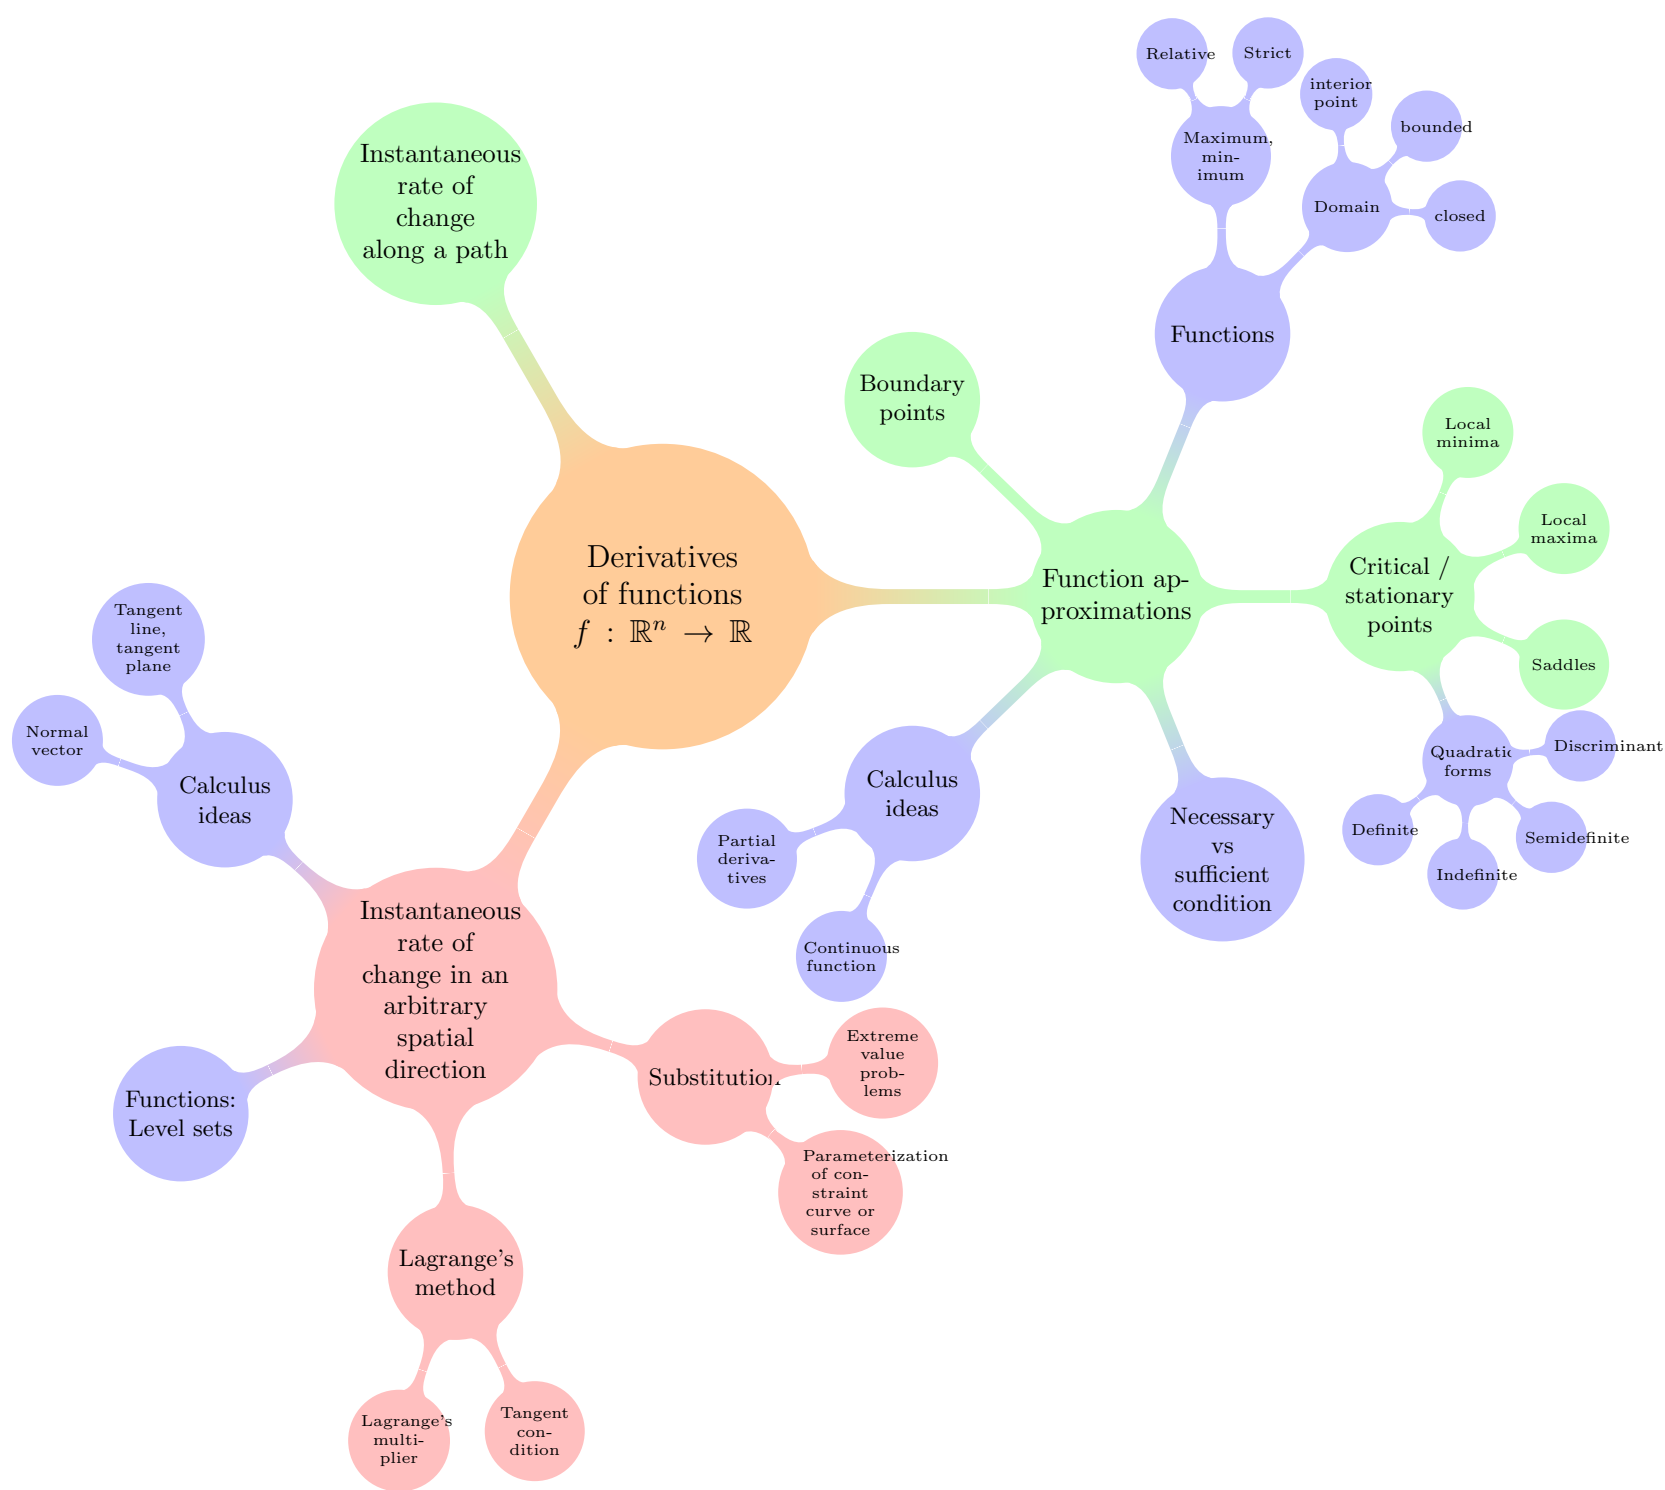 Relative
Strict
interior
point
bounded
Maximum,
min-
imum
Domain
closed
Instantaneous
rate of
change
along a path
Functions
Boundary
points
Local
minima
Local
maxima
Critical /
stationary
points
Saddles
Function ap-
proximations
Derivatives
of functions
f : ℝⁿ → ℝ
Tangent
line,
tangent
plane
Normal
vector
Calculus
ideas
Quadratic
forms
Discriminant
Definite
Indefinite
Semidefinite
Calculus
ideas
Partial
deriva-
tives
Continuous
function
Necessary
vs
sufficient
condition
Instantaneous
rate of
change in an
arbitrary
spatial
direction
Functions:
Level sets
Substitution
Extreme
value
prob-
lems
Parameterization
of con-
straint
curve or
surface
Lagrange's
method
Lagrange's
multi-
plier
Tangent
con-
dition